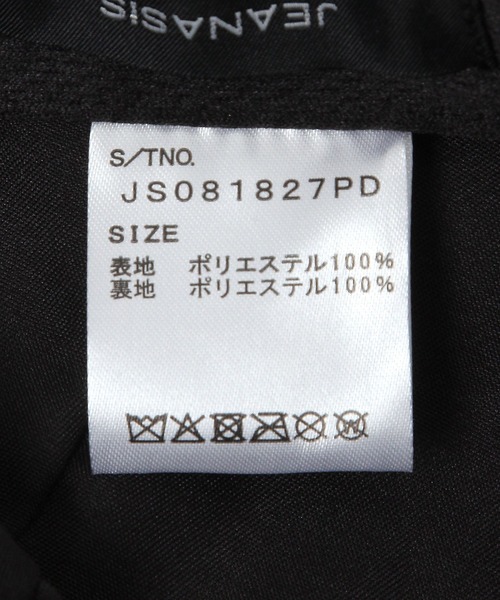 JEANASIS
S/TNO.
JS081827PD
SIZE
表地 ポリエステル100%
裏地 ポリエステル100%